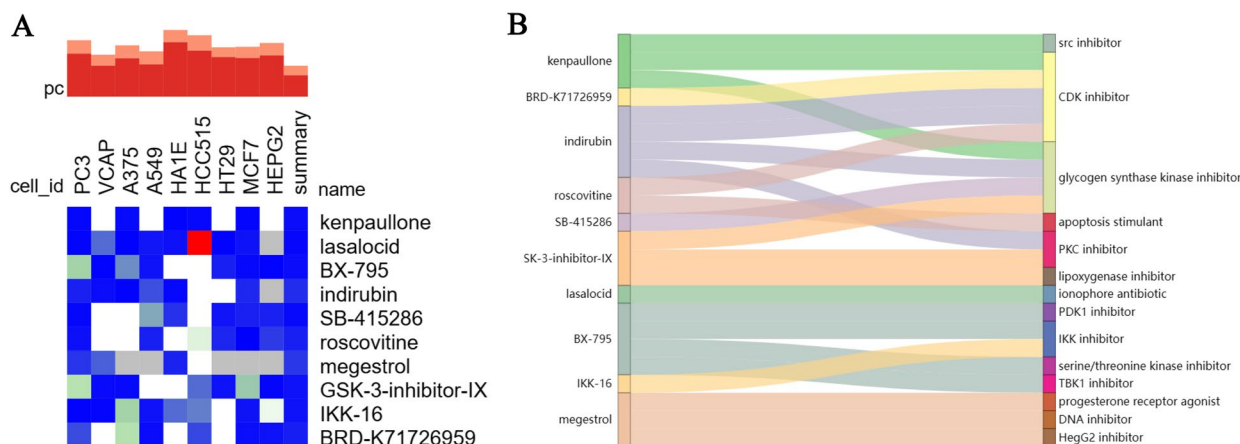 A
pc
cell_id
PC3
VCAP
A375
A549
HA1E
HCC515
HT29
MCF7
HEPG2
summary
name
kenpaullone
lasalocid
BX-795
indirubin
SB-415286
roscovitine
megestrol
GSK-3-inhibitor-IX
IKK-16
BRD-K71726959
B
kenpaullone
BRD-K71726959
indirubin
roscovitine
SB-415286
SK-3-inhibitor-IX
lasalocid
BX-795
IKK-16
megestrol
src inhibitor
CDK inhibitor
glycogen synthase kinase inhibitor
apoptosis stimulant
PKC inhibitor
lipoxygenase inhibitor
ionophore antibiotic
PDK1 inhibitor
IKK inhibitor
serine/threonine kinase inhibitor
TBK1 inhibitor
progesterone receptor agonist
DNA inhibitor
HegG2 inhibitor